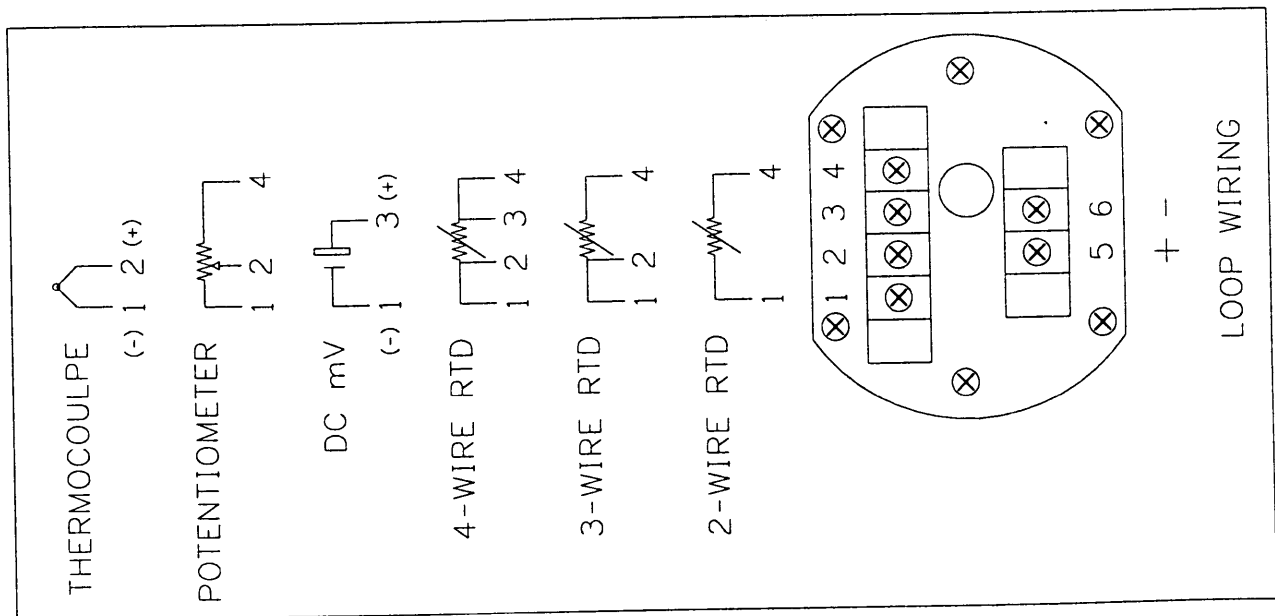 THERMOCOULPE
1 2
(-) (+)
POTENTIOMETER
1 2 4
DC mV
1 3
(-) (+)
4-WIRE RTD
1 2 3 4
3-WIRE RTD
1 2 4
2-WIRE RTD
1 4
1 2 3 4
5 6
+ -
LOOP WIRING